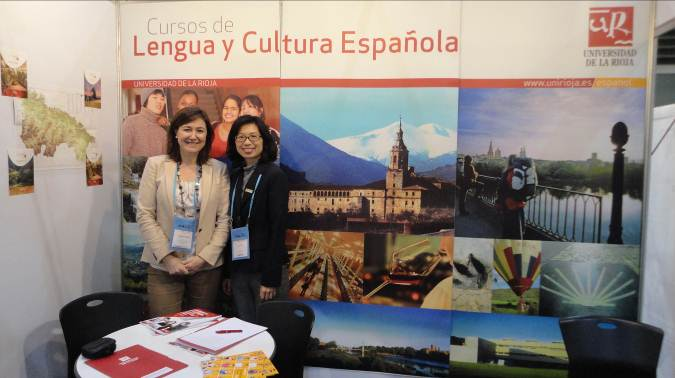 Cursos de
Lengua y Cultura Española
UNIVERSIDAD
DE LA RIOJA
UNIVERSIDAD DE LA RIOJA
www.unirioja.es/español